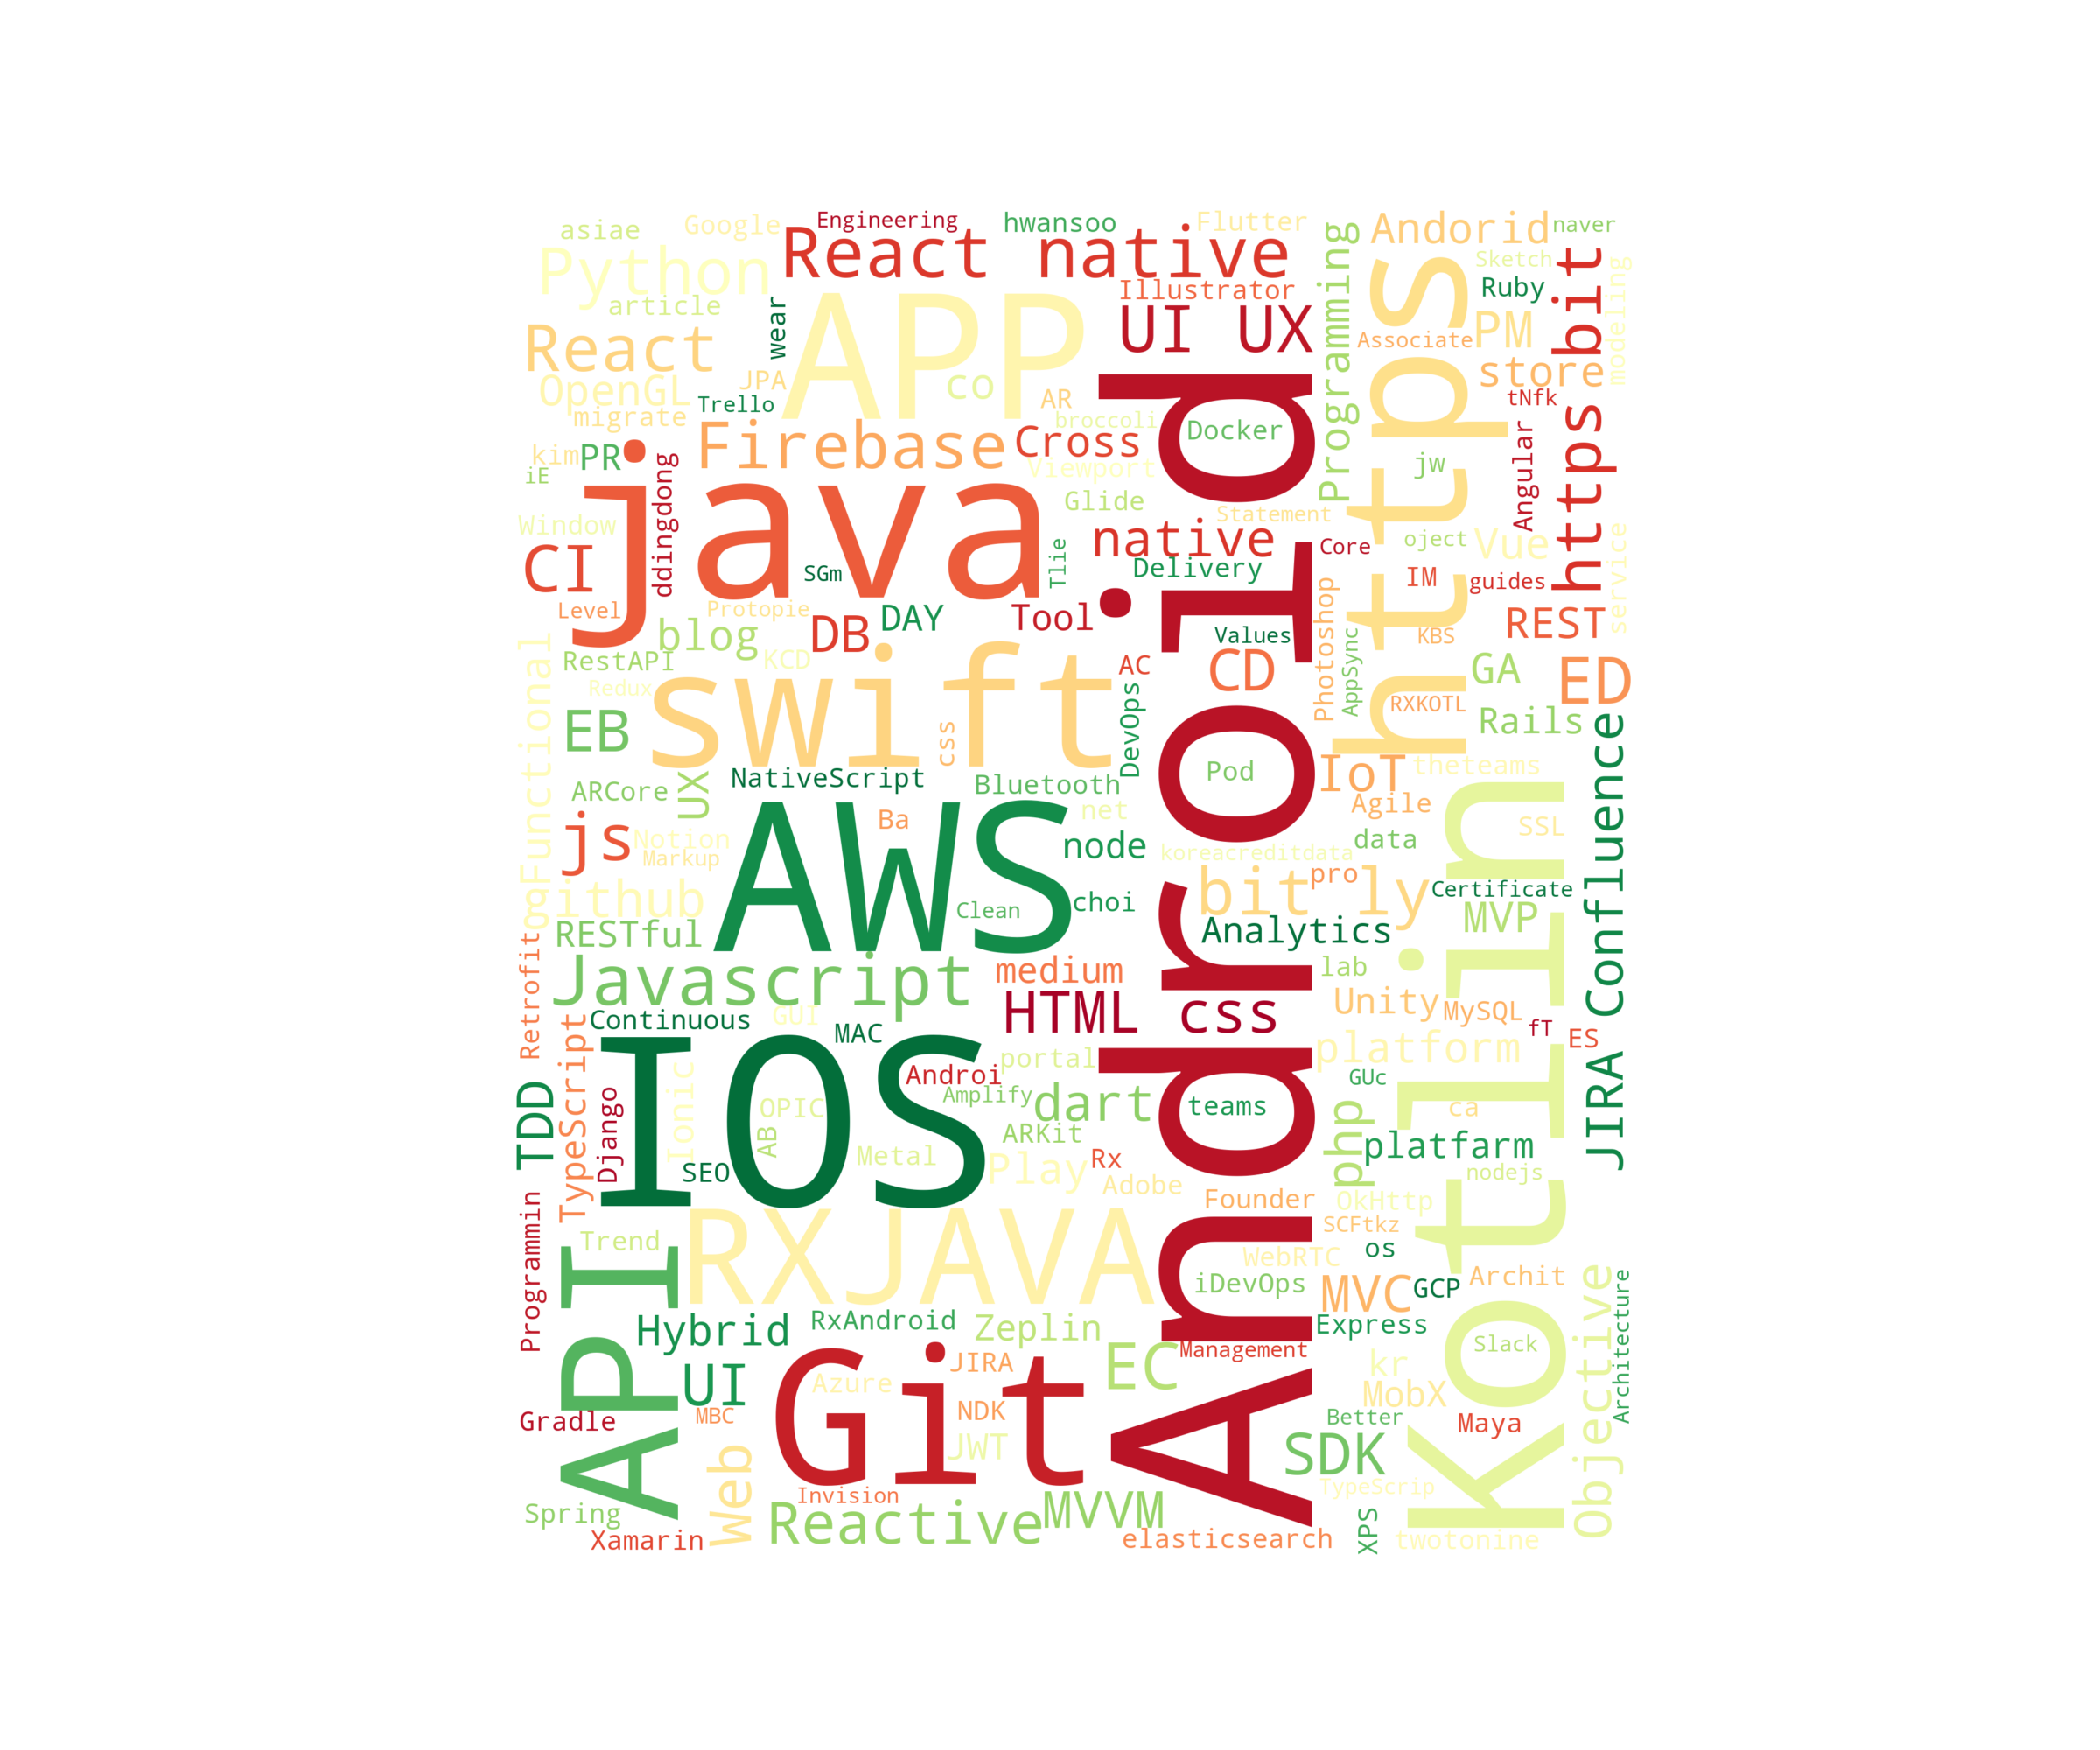 asiae
Google
Engineering
hwansoo
Flutter
Andorid
naver
Python
React native
Programming
Sketch
article
wear
Illustrator
Ruby
https bit
modeling
React
APP
UI UX
Associate
PM
OpenGL
JPA
co
AR
store
migrate
Trello
broccoli
Docker
tNfk
kim
PR
Firebase
Cross
Viewport
https
jw
Angular
iE
ddingdong
java
Glide
Statement
Window
native
Core
oject
Vue
service
CI
SGm
Tlie
Delivery
IM
guides
Level
Protopie
DAY
Tool
Photoshop
KBS
REST
blog
DB
Values
AppSync
RestAPI
KCD
AC
CD
GA
ED
Functional
Redux
swift
css
DevOps
RXKOTL
Rails
EB
NativeScript
Bluetooth
Pod
IoT
theteams
ARCore
UX
Ba
net
Agile
SSL
js
Notion
Markup
AWS
node
koreacreditdata
data
JIRA Confluence
github
Clean
choi
bit ly
pro
Certificate
og
RESTful
Analytics
MVP
Retrofit
Javascript
medium
lab
Continuous
GUI
MAC
HTML css
Unity
MySQL
fT
ES
TypeScript
IOS
portal
platform
Androi
GUc
TDD
Django
Ionic
OPIC
Amplify
dart
teams
php
ca
AB
ARKit
platfarm
SEO
Metal
Play
Rx
nodejs
Adobe
Founder
OkHttp
Programmin
Trend
RXJAVA
SCFtkz
os
WebRTC
API
iDevOps
MVC
GCP
Archit
Objective
Architecture
Hybrid
RxAndroid
Zeplin
Android
Express
Kotlin
UI
Git
JIRA
EC
Management
kr
Slack
Azure
MobX
Gradle
MBC
NDK
Better
Maya
Web
JWT
SDK
Spring
Invision
TypeScrip
Xamarin
Reactive
MVVM
elasticsearch
XPS
twotonine